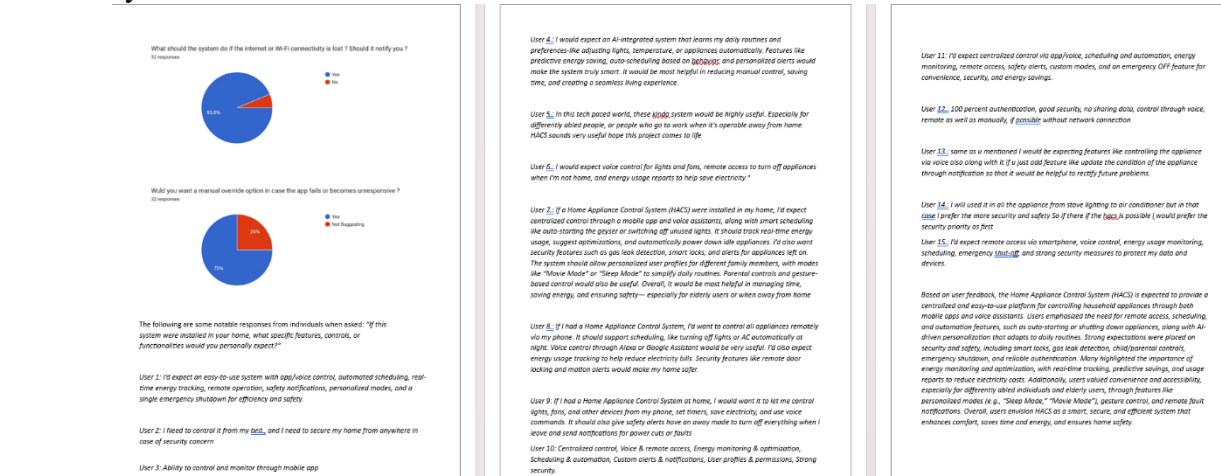 What should the system do if the internet or Wi-Fi connectivity is lost ? Should it notify you ?
32 responses
Yes
No
93.8%
Wuld you want a manual override option in case the app fails or becomes unresponsive ?
32 responses
Yes
Not Suggesting
25%
75%
The following are some notable responses from individuals when asked: "If this
system were installed in your home, what specific features, controls, or
functionalities would you personally expect?"
User 1: I'd expect an easy-to-use system with app/voice control, automated scheduling, real-
time energy tracking, remote operation, safety notifications, personalized modes, and a
single emergency shutdown for efficiency and safety.
User 2: I Need to control it from my bed., and I need to secure my home from anywhere in
case of security concern
User 3: Ability to control and monitor through mobile app
User 4.: I would expect an AI-integrated system that learns my daily routines and
preferences-like adjusting lights, temperature, or appliances automatically. Features like
predictive energy saving, auto-scheduling based on behavior, and personalized alerts would
make the system truly smart. It would be most helpful in reducing manual control, saving
time, and creating a seamless living experience.
User 5.: In this tech paced world, these kinda system would be highly useful. Especially for
differently abled people, or people who go to work when it's operable away from home.
HACS sounds very useful hope this project comes to life
User 6.: I would expect voice control for lights and fans, remote access to turn off appliances
when I'm not home, and energy usage reports to help save electricity."
User 7.: If a Home Appliance Control System (HACS) were installed in my home, I'd expect
centralized control through a mobile app and voice assistants, along with smart scheduling
like auto-starting the geyser or switching off unused lights. It should track real-time energy
usage, suggest optimizations, and automatically power down idle appliances. I'd also want
security features such as gas leak detection, smart locks, and alerts for appliances left on.
The system should allow personalized user profiles for different family members, with modes
like "Movie Mode" or "Sleep Mode" to simplify daily routines. Parental controls and gesture-
based control would also be useful. Overall, it would be most helpful in managing time,
saving energy, and ensuring safety— especially for elderly users or when away from home
User 8.: If I had a Home Appliance Control System, I'd want to control all appliances remotely
via my phone. It should support scheduling, like turning off lights or AC automatically at
night. Voice control through Alexa or Google Assistant would be very useful. I'd also expect
energy usage tracking to help reduce electricity bills. Security features like remote door
locking and motion alerts would make my home safer.
User 9: If I had a Home Appliance Control System at home, I would want it to let me control
lights, fans, and other devices from my phone, set timers, save electricity, and use voice
commands. It should also give safety alerts have an away made to turn off everything when I
leave and send notifications for power cuts or faults
User 10: Centralized control, Voice & remote access, Energy monitoring & optimization,
Scheduling & automation, Custom alerts & notifications, User profiles & permissions, Strong
security.
User 11: I'd expect centralized control via app/voice, scheduling and automation, energy
monitoring, remote access, safety alerts, custom modes, and an emergency OFF feature for
convenience, security, and energy savings.
User 12.: 100 percent authentication, good security, no sharing data, control through voice,
remote as well as manually, if possible without network connection
User 13.: same as u mentioned I would be expecting features like controlling the appliance
via voice also along with it if u just add feature like update the condition of the appliance
through notification so that it would be helpful to rectify future problems.
User 14.: I will used it in all the appliance from stove lighting to air conditioner but in that
case I prefer the more security and safety So if there if the hacs is possible I would prefer the
security priority as first
User 15.: I'd expect remote access via smartphone, voice control, energy usage monitoring,
scheduling, emergency shut-off, and strong security measures to protect my data and
devices.
Based on user feedback, the Home Appliance Control System (HACS) is expected to provide a
centralized and easy-to-use platform for controlling household appliances through both
mobile apps and voice assistants. Users emphasized the need for remote access, scheduling,
and automation features, such as auto-starting or shutting down appliances, along with AI-
driven personalization that adapts to daily routines. Strong expectations were placed on
security and safety, including smart locks, gas leak detection, child/parental controls,
emergency shutdown, and reliable authentication. Many highlighted the importance of
energy monitoring and optimization, with real-time tracking, predictive savings, and usage
reports to reduce electricity costs. Additionally, users valued convenience and accessibility,
especially for differently abled individuals and elderly users, through features like
personalized modes (e.g., "Sleep Mode," "Movie Mode"), gesture control, and remote fault
notifications. Overall, users envision HACS as a smart, secure, and efficient system that
enhances comfort, saves time and energy, and ensures home safety.